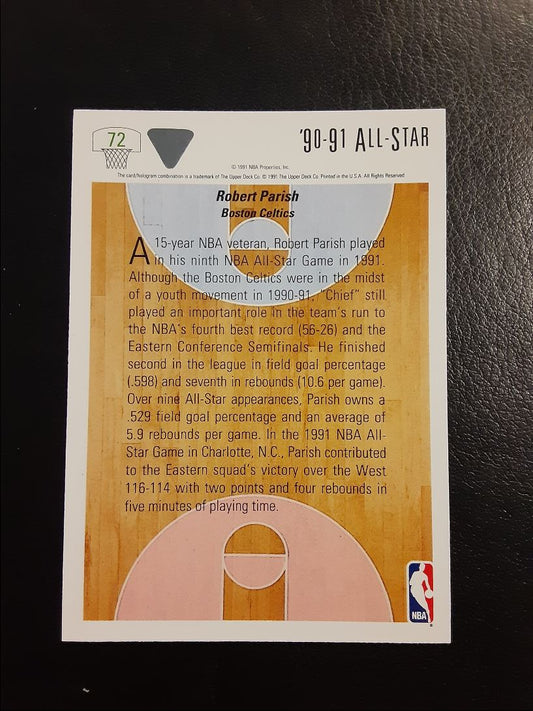 72
'90-91 ALL-STAR
© 1991 NBA Properties, Inc.
The card/hologram combination is a trademark of The Upper Deck Co. © 1991 The Upper Deck Co. Printed in the U.S.A. All Rights Reserved
Robert Parish
Boston Celtics
A 15-year NBA veteran, Robert Parish played
in his ninth NBA All-Star Game in 1991.
Although the Boston Celtics were in the midst
of a youth movement in 1990-91, "Chief" still
played an important role in the team's run to
the NBA's fourth best record (56-26) and the
Eastern Conference Semifinals. He finished
second in the league in field goal percentage
(.598) and seventh in rebounds (10.6 per game).
Over nine All-Star appearances, Parish owns a
.529 field goal percentage and an average of
5.9 rebounds per game. In the 1991 NBA All-
Star Game in Charlotte, N.C., Parish contributed
to the Eastern squad's victory over the West
116-114 with two points and four rebounds in
five minutes of playing time.
NBA